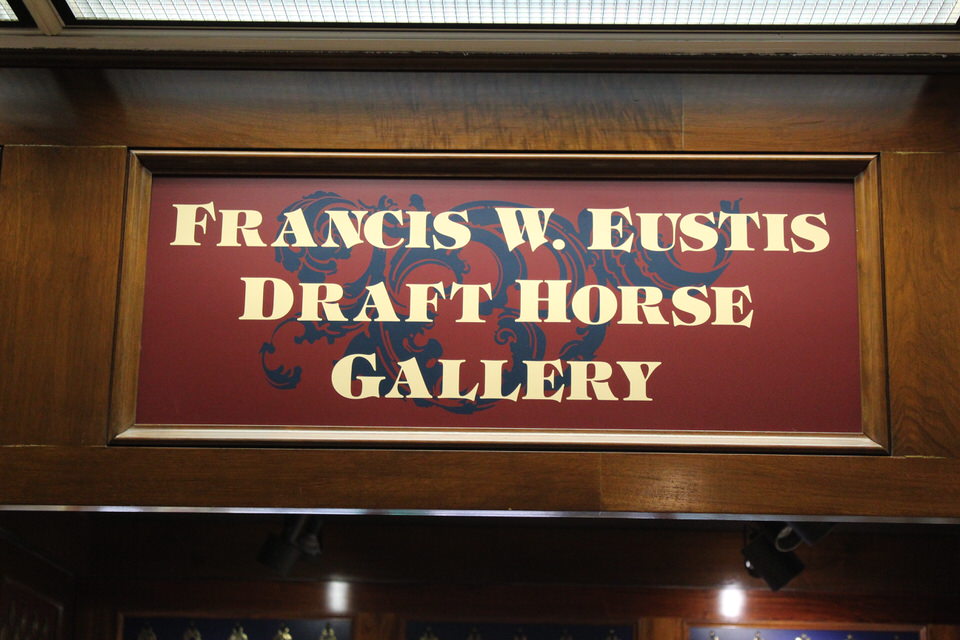 Francis W. Eustis
Draft Horse
Gallery